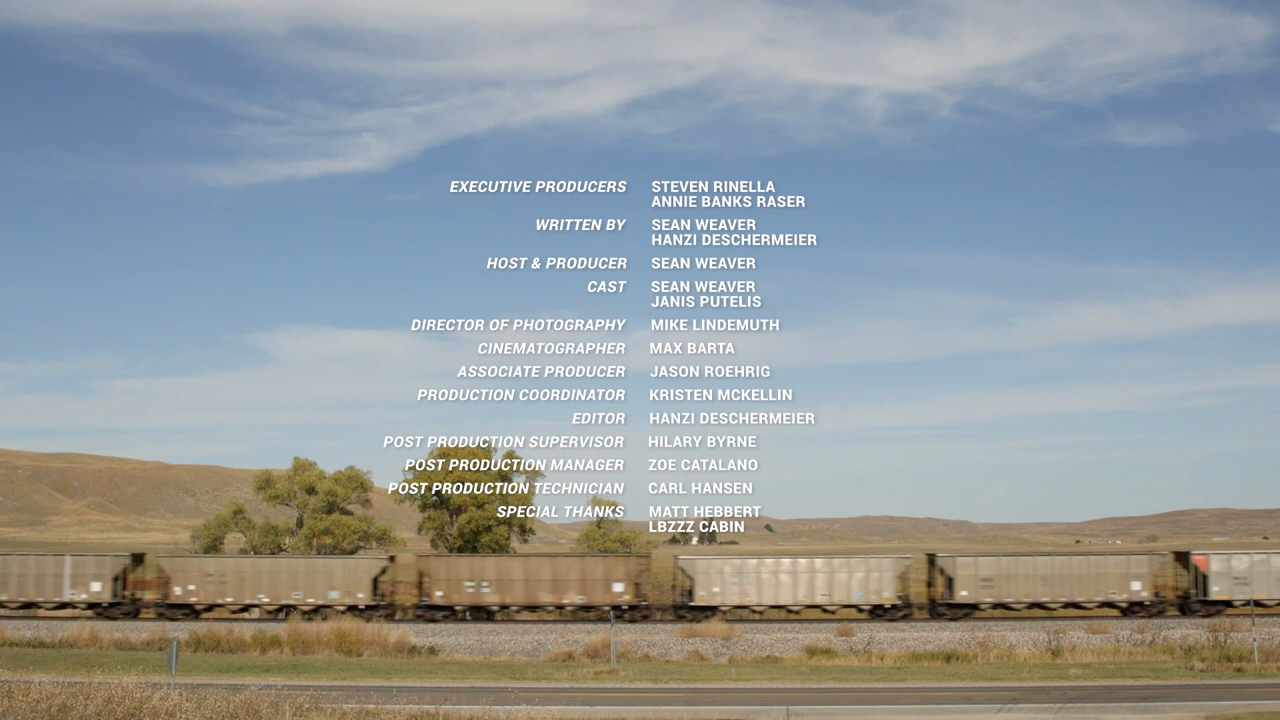 EXECUTIVE PRODUCERS STEVEN RINELLA
ANNIE BANKS RASER
WRITTEN BY SEAN WEAVER
HANZI DESCHERMEIER
HOST & PRODUCER SEAN WEAVER
CAST SEAN WEAVER
JANIS PUTELIS
DIRECTOR OF PHOTOGRAPHY MIKE LINDEMUTH
CINEMATOGRAPHER MAX BARTA
ASSOCIATE PRODUCER JASON ROEHRIG
PRODUCTION COORDINATOR KRISTEN MCKELLIN
EDITOR HANZI DESCHERMEIER
POST PRODUCTION SUPERVISOR HILARY BYRNE
POST PRODUCTION MANAGER ZOE CATALANO
POST PRODUCTION TECHNICIAN CARL HANSEN
SPECIAL THANKS MATT HEBBERT
LBZZZ CABIN